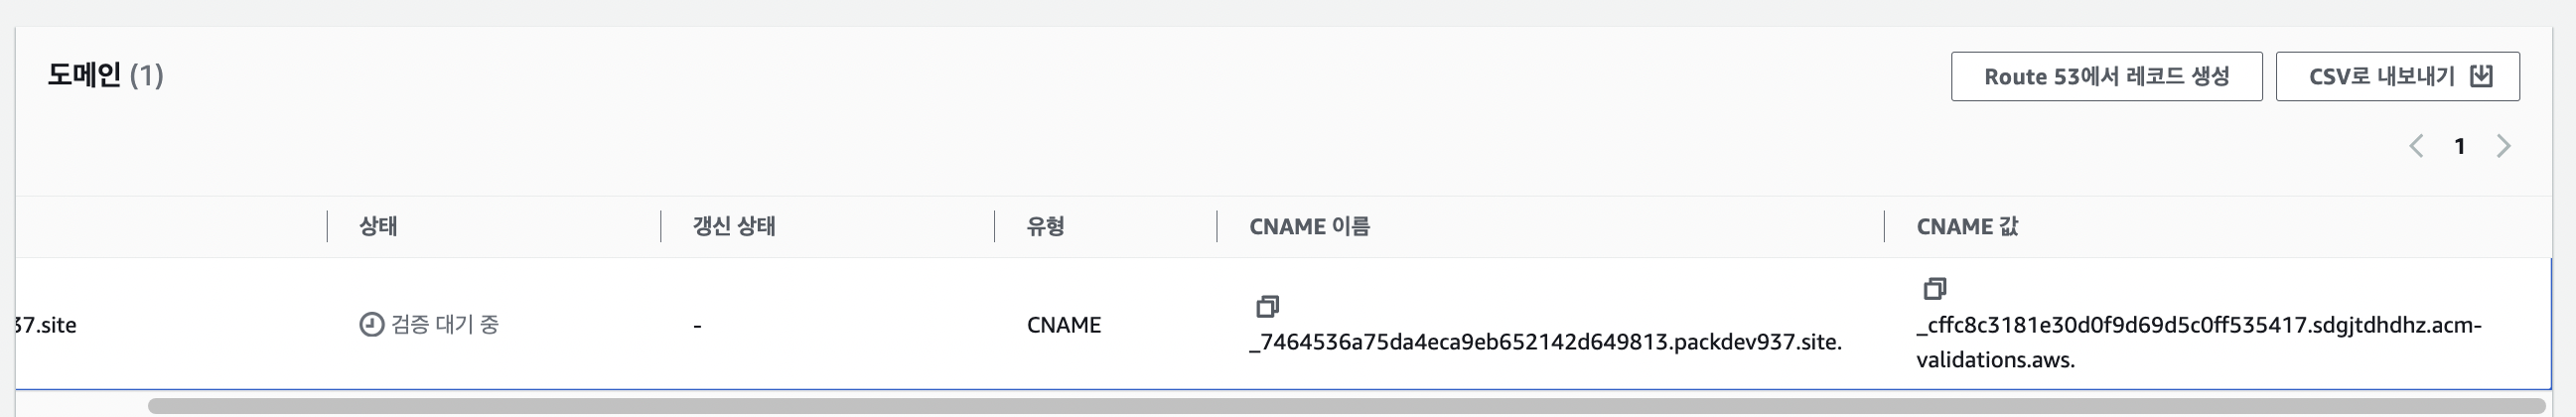 도메인 (1)
Route 53에서 레코드 생성
CSV로 내보내기
1
상태
갱신 상태
유형
CNAME 이름
CNAME 값
37.site
검증 대기 중
-
CNAME
_7464536a75da4eca9eb652142d649813.packdev937.site.
_cffc8c3181e30d0f9d69d5c0ff535417.sdgjtdhdhz.acm-
validations.aws.